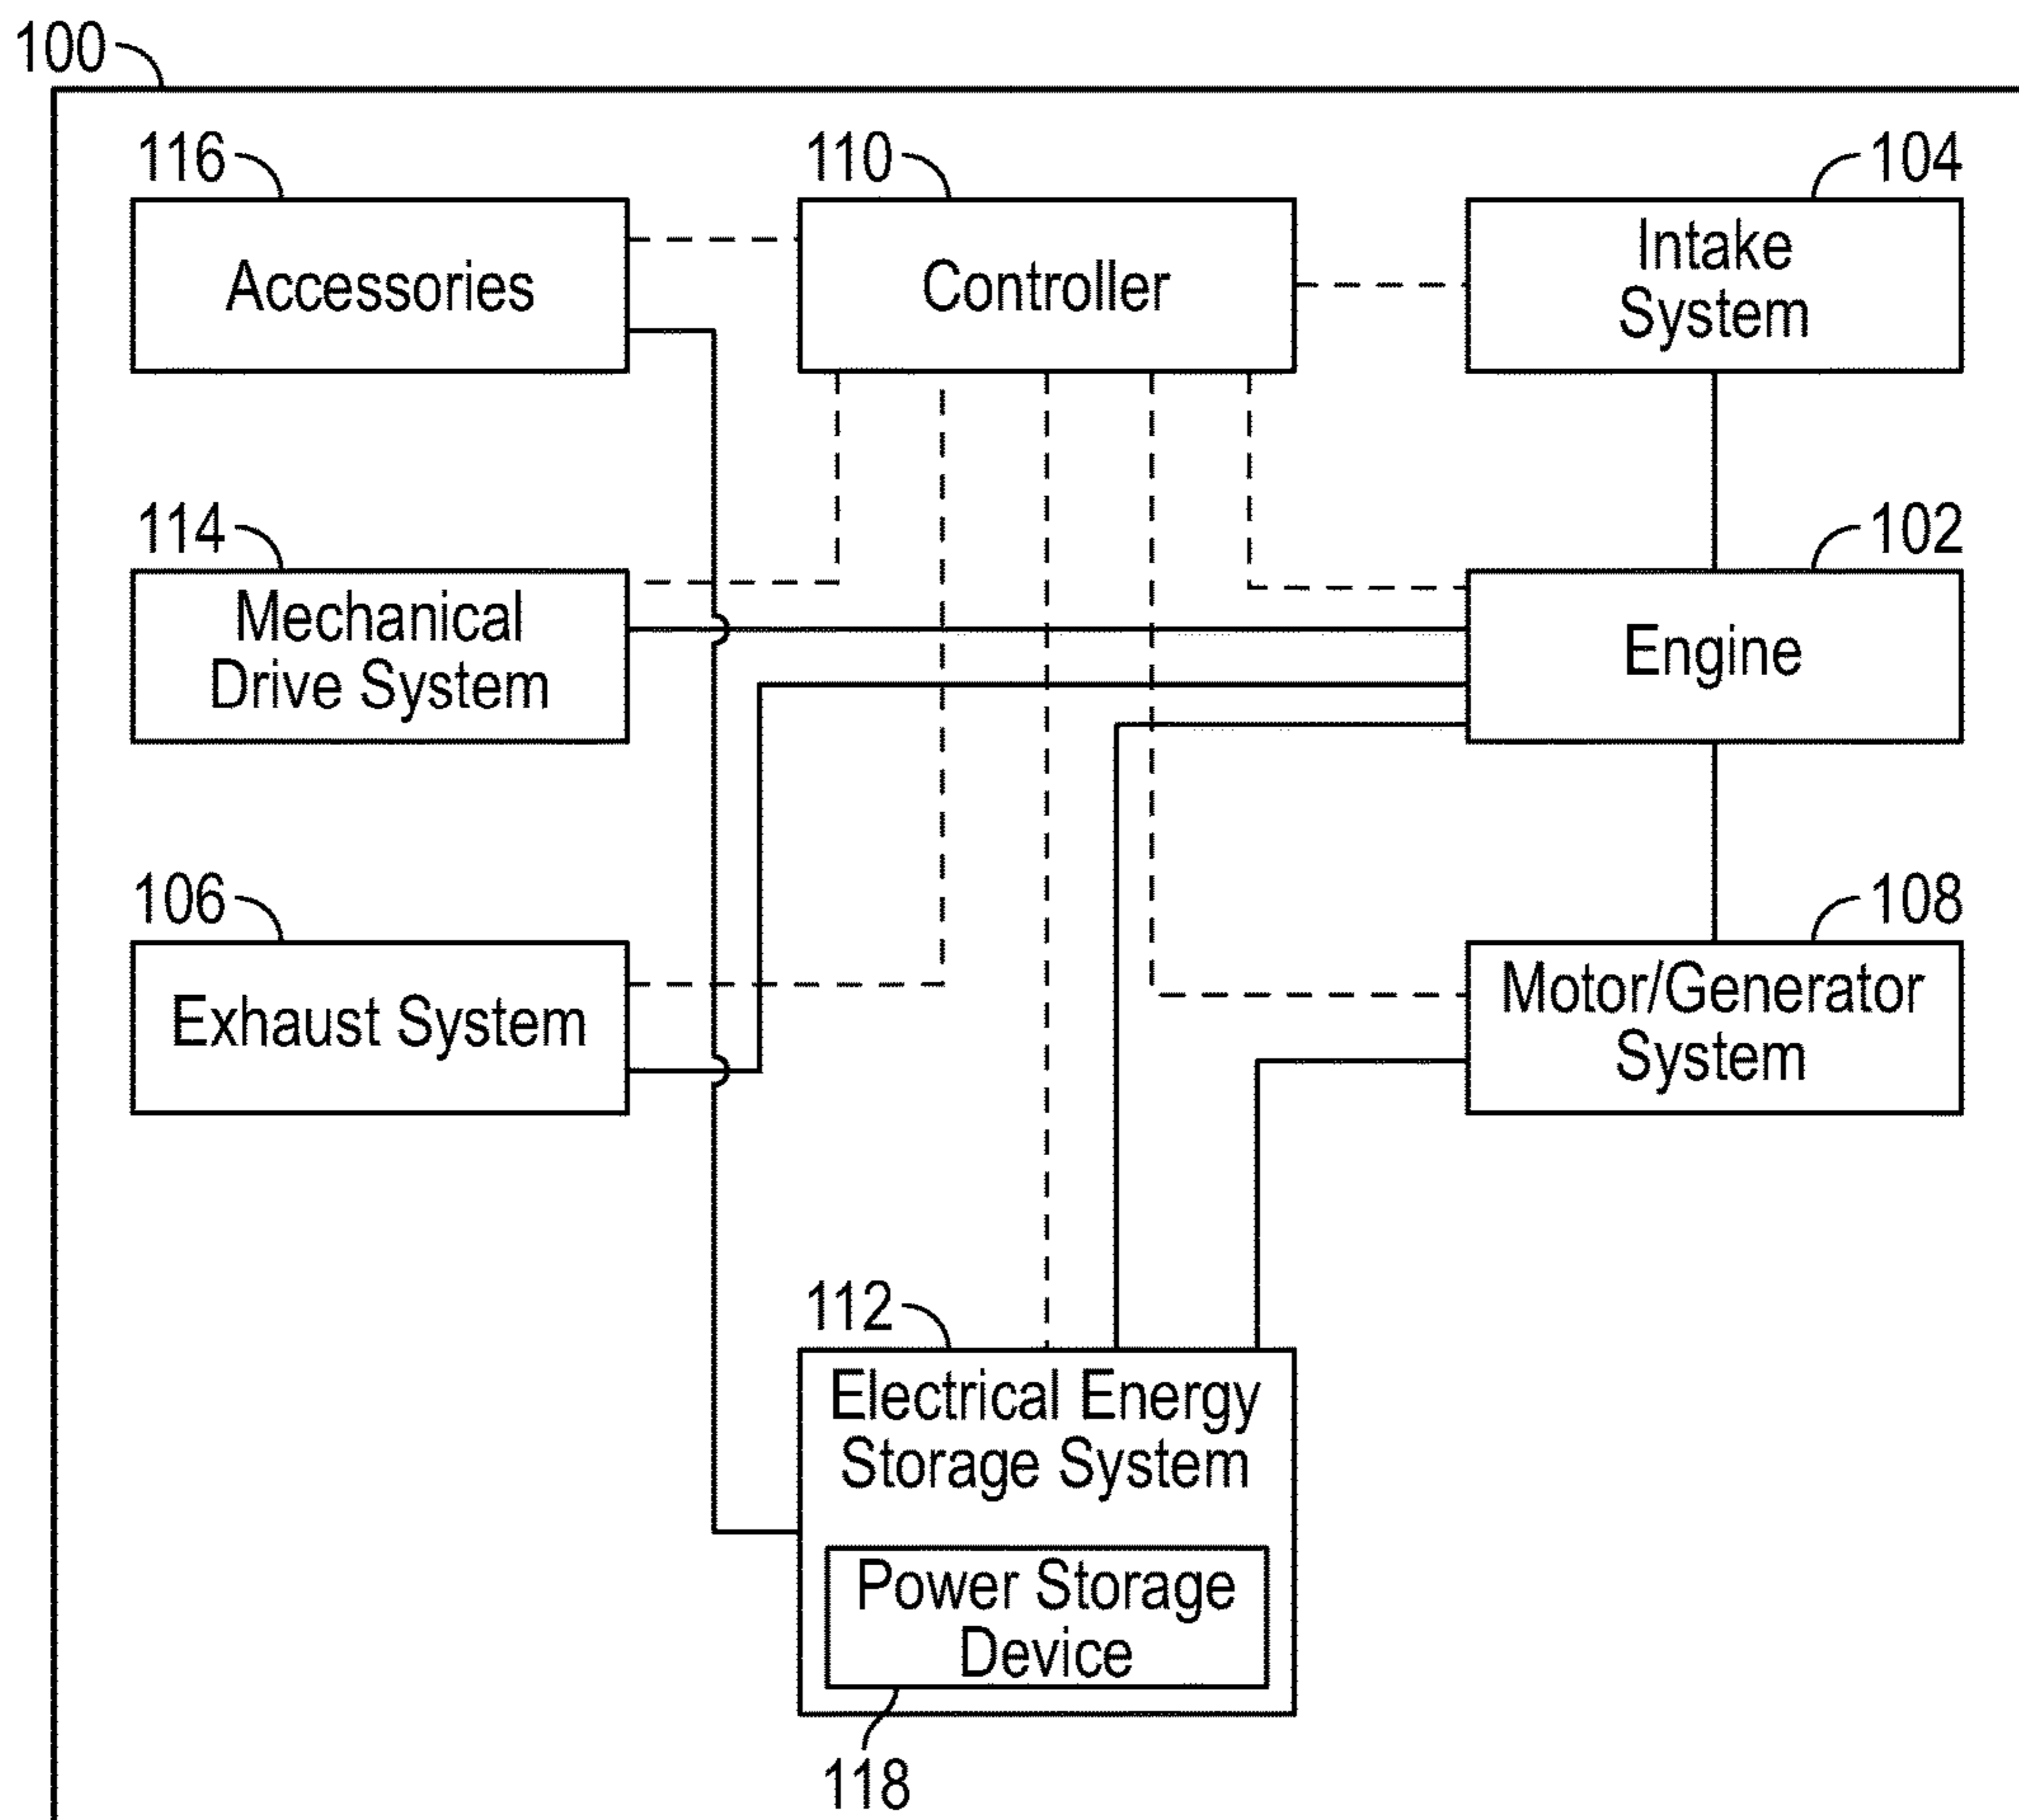 100
116
110
104
Accessories
Controller
Intake
System
114
102
Mechanical
Drive System
Engine
106
108
Exhaust System
Motor/Generator
System
112
Electrical Energy
Storage System
Power Storage
Device
118